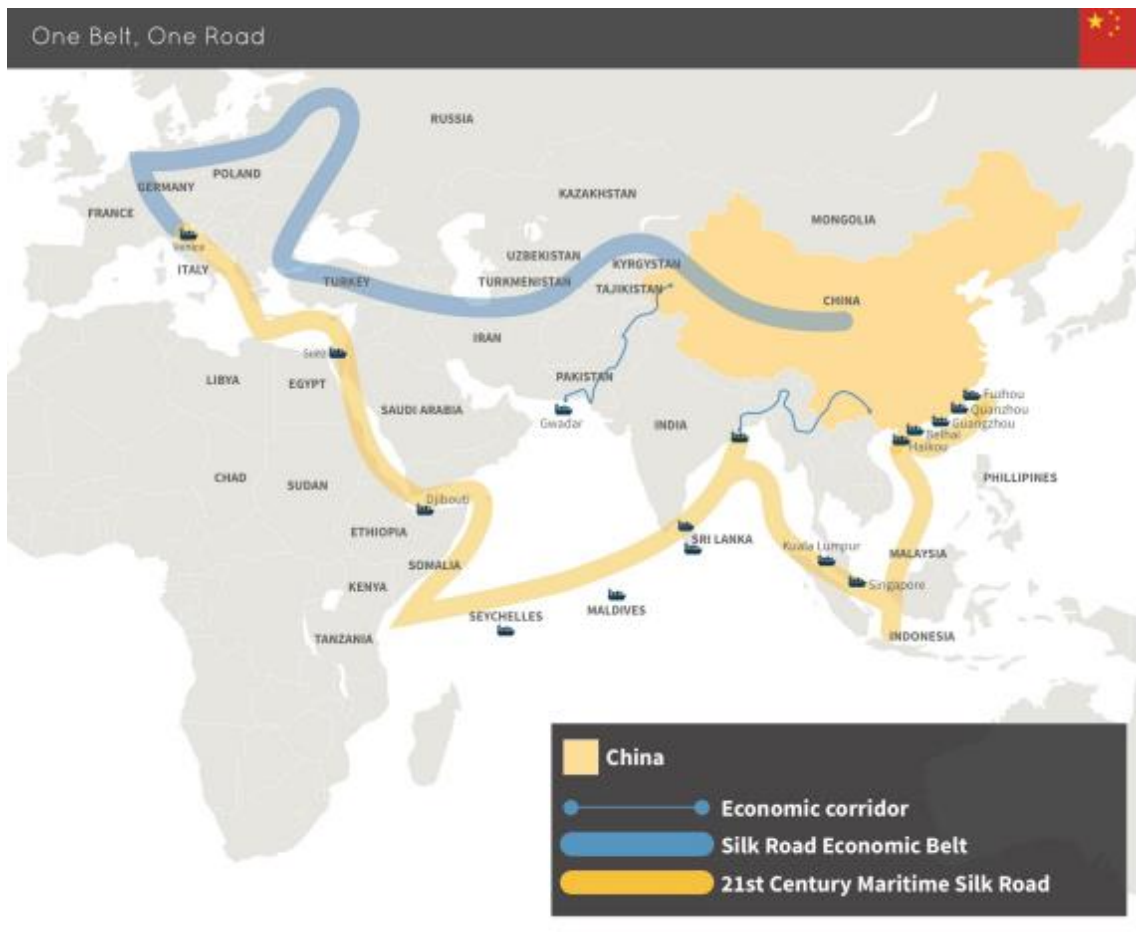 One Belt, One Road
RUSSIA
POLAND
GERMANY
FRANCE
KAZAKHSTAN
MONGOLIA
Venice
ITALY
UZBEKISTAN
KYRGYSTAN
TURKEY
TURKMENISTAN
TAJIKISTAN
CHINA
IRAN
Suez
LIBYA
EGYPT
PAKISTAN
SAUDI ARABIA
Gwadar
INDIA
Fuzhou
Quanzhou
Guangzhou
Beihai
Haikou
CHAD
SUDAN
PHILLIPINES
Djibouti
ETHIOPIA
SRI LANKA
Kuala Lumpur
MALAYSIA
SOMALIA
KENYA
Singapore
SEYCHELLES
MALDIVES
TANZANIA
INDONESIA
China
Economic corridor
Silk Road Economic Belt
21st Century Maritime Silk Road